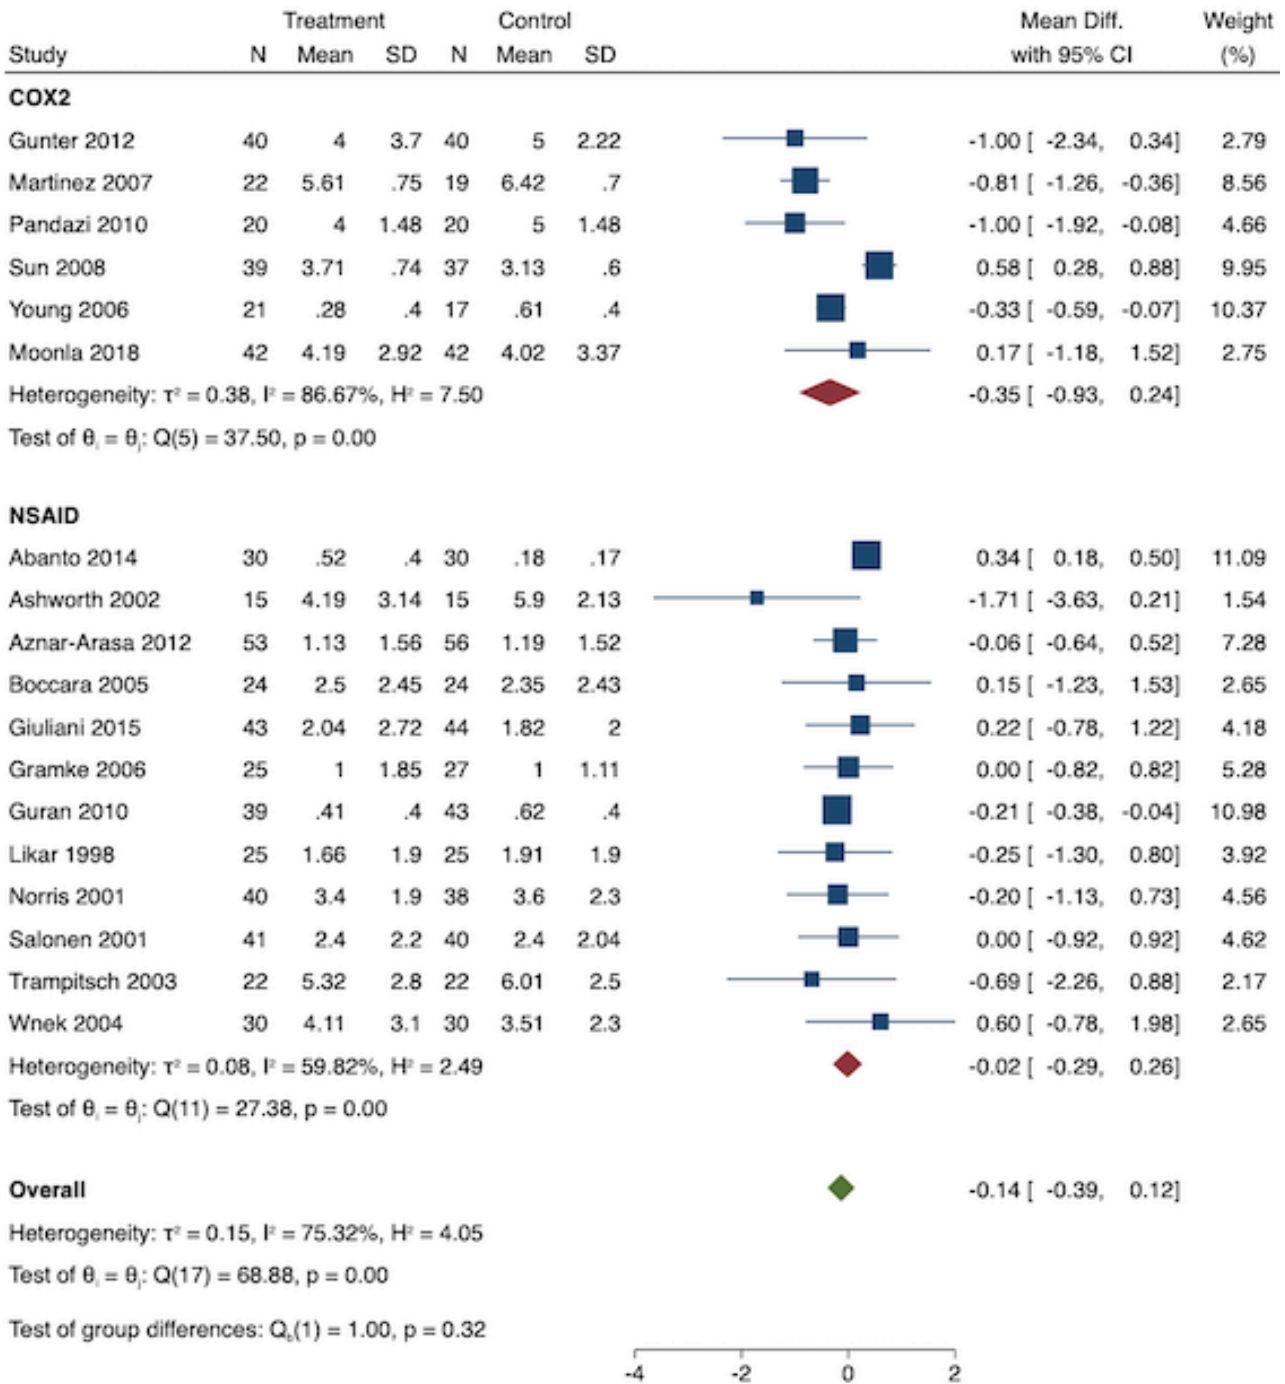 Treatment Control Mean Diff. Weight
Study N Mean SD N Mean SD with 95% CI (%)
COX2
Gunter 2012 40 4 3.7 40 5 2.22 -1.00 [ -2.34, 0.34] 2.79
Martinez 2007 22 5.61 .75 19 6.42 .7 -0.81 [ -1.26, -0.36] 8.56
Pandazi 2010 20 4 1.48 20 5 1.48 -1.00 [ -1.92, -0.08] 4.66
Sun 2008 39 3.71 .74 37 3.13 .6 0.58 [ 0.28, 0.88] 9.95
Young 2006 21 .28 .4 17 .61 .4 -0.33 [ -0.59, -0.07] 10.37
Moonla 2018 42 4.19 2.92 42 4.02 3.37 0.17 [ -1.18, 1.52] 2.75
Heterogeneity: τ² = 0.38, I² = 86.67%, H² = 7.50 -0.35 [ -0.93, 0.24]
Test of θᵢ = θⱼ: Q(5) = 37.50, p = 0.00
NSAID
Abanto 2014 30 .52 .4 30 .18 .17 0.34 [ 0.18, 0.50] 11.09
Ashworth 2002 15 4.19 3.14 15 5.9 2.13 -1.71 [ -3.63, 0.21] 1.54
Aznar-Arasa 2012 53 1.13 1.56 56 1.19 1.52 -0.06 [ -0.64, 0.52] 7.28
Boccara 2005 24 2.5 2.45 24 2.35 2.43 0.15 [ -1.23, 1.53] 2.65
Giuliani 2015 43 2.04 2.72 44 1.82 2 0.22 [ -0.78, 1.22] 4.18
Gramke 2006 25 1 1.85 27 1 1.11 0.00 [ -0.82, 0.82] 5.28
Guran 2010 39 .41 .4 43 .62 .4 -0.21 [ -0.38, -0.04] 10.98
Likar 1998 25 1.66 1.9 25 1.91 1.9 -0.25 [ -1.30, 0.80] 3.92
Norris 2001 40 3.4 1.9 38 3.6 2.3 -0.20 [ -1.13, 0.73] 4.56
Salonen 2001 41 2.4 2.2 40 2.4 2.04 0.00 [ -0.92, 0.92] 4.62
Trampitsch 2003 22 5.32 2.8 22 6.01 2.5 -0.69 [ -2.26, 0.88] 2.17
Wnek 2004 30 4.11 3.1 30 3.51 2.3 0.60 [ -0.78, 1.98] 2.65
Heterogeneity: τ² = 0.08, I² = 59.82%, H² = 2.49 -0.02 [ -0.29, 0.26]
Test of θᵢ = θⱼ: Q(11) = 27.38, p = 0.00
Overall -0.14 [ -0.39, 0.12]
Heterogeneity: τ² = 0.15, I² = 75.32%, H² = 4.05
Test of θᵢ = θⱼ: Q(17) = 68.88, p = 0.00
Test of group differences: Q_b(1) = 1.00, p = 0.32
-4 -2 0 2